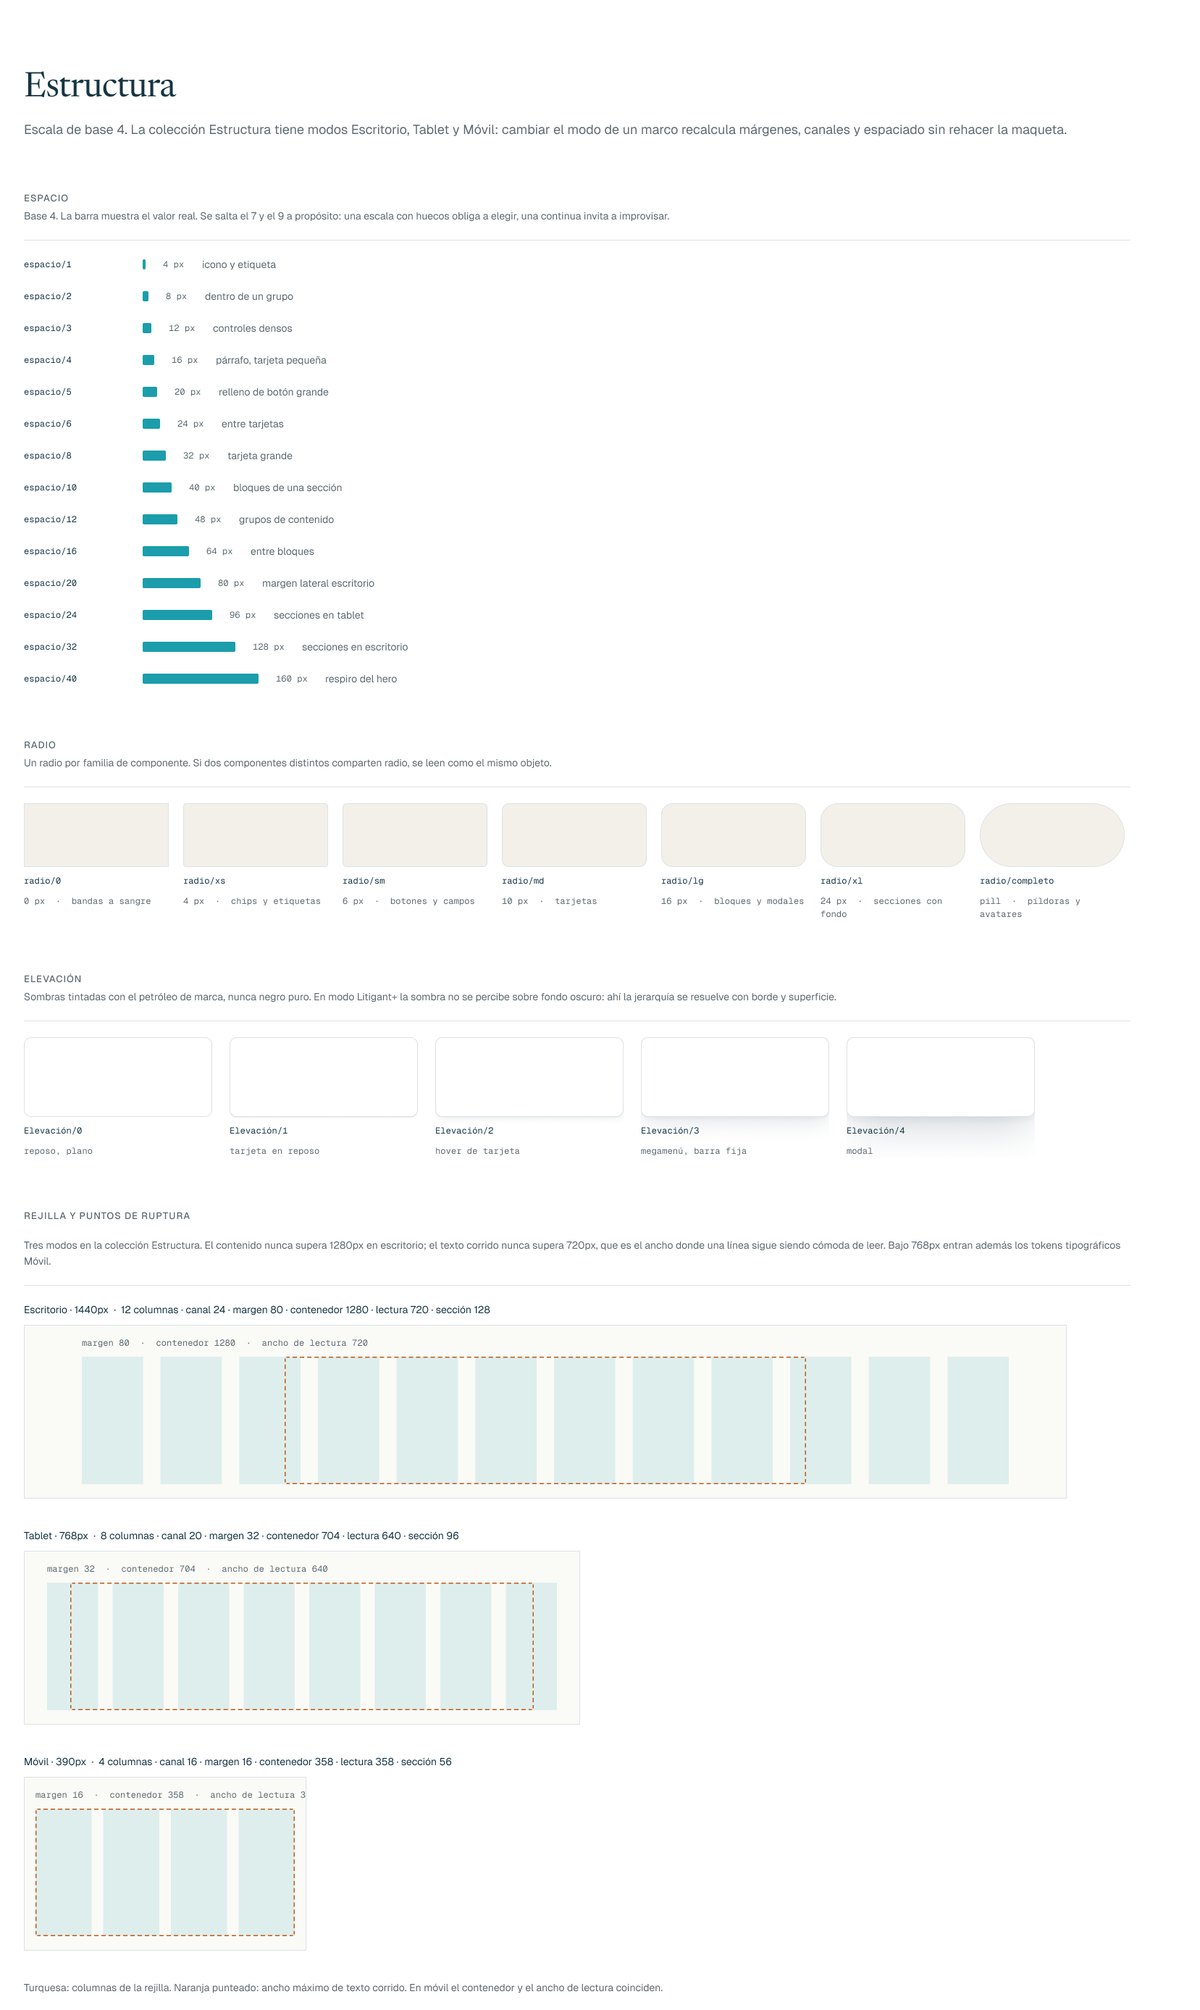 Estructura
Escala de base 4. La colección Estructura tiene modos Escritorio, Tablet y Móvil: cambiar el modo de un marco recalcula márgenes, canales y espaciado sin rehacer la maqueta.
ESPACIO
Base 4. La barra muestra el valor real. Se salta el 7 y el 9 a propósito: una escala con huecos obliga a elegir, una continua invita a improvisar.
espacio/1 4 px icono y etiqueta
espacio/2 8 px dentro de un grupo
espacio/3 12 px controles densos
espacio/4 16 px párrafo, tarjeta pequeña
espacio/5 20 px relleno de botón grande
espacio/6 24 px entre tarjetas
espacio/8 32 px tarjeta grande
espacio/10 40 px bloques de una sección
espacio/12 48 px grupos de contenido
espacio/16 64 px entre bloques
espacio/20 80 px margen lateral escritorio
espacio/24 96 px secciones en tablet
espacio/32 128 px secciones en escritorio
espacio/40 160 px respiro del hero
RADIO
Un radio por familia de componente. Si dos componentes distintos comparten radio, se leen como el mismo objeto.
radio/0
0 px · bandas a sangre
radio/xs
4 px · chips y etiquetas
radio/sm
6 px · botones y campos
radio/md
10 px · tarjetas
radio/lg
16 px · bloques y modales
radio/xl
24 px · secciones con
fondo
radio/completo
pill · píldoras y
avatares
ELEVACIÓN
Sombras tintadas con el petróleo de marca, nunca negro puro. En modo Litigant+ la sombra no se percibe sobre fondo oscuro: ahí la jerarquía se resuelve con borde y superficie.
Elevación/0
reposo, plano
Elevación/1
tarjeta en reposo
Elevación/2
hover de tarjeta
Elevación/3
megamenú, barra fija
Elevación/4
modal
REJILLA Y PUNTOS DE RUPTURA
Tres modos en la colección Estructura. El contenido nunca supera 1280px en escritorio; el texto corrido nunca supera 720px, que es el ancho donde una línea sigue siendo cómoda de leer. Bajo 768px entran además los tokens tipográficos
Móvil.
Escritorio · 1440px · 12 columnas · canal 24 · margen 80 · contenedor 1280 · lectura 720 · sección 128
margen 80 · contenedor 1280 · ancho de lectura 720
Tablet · 768px · 8 columnas · canal 20 · margen 32 · contenedor 704 · lectura 640 · sección 96
margen 32 · contenedor 704 · ancho de lectura 640
Móvil · 390px · 4 columnas · canal 16 · margen 16 · contenedor 358 · lectura 358 · sección 56
margen 16 · contenedor 358 · ancho de lectura 3
Turquesa: columnas de la rejilla. Naranja punteado: ancho máximo de texto corrido. En móvil el contenedor y el ancho de lectura coinciden.